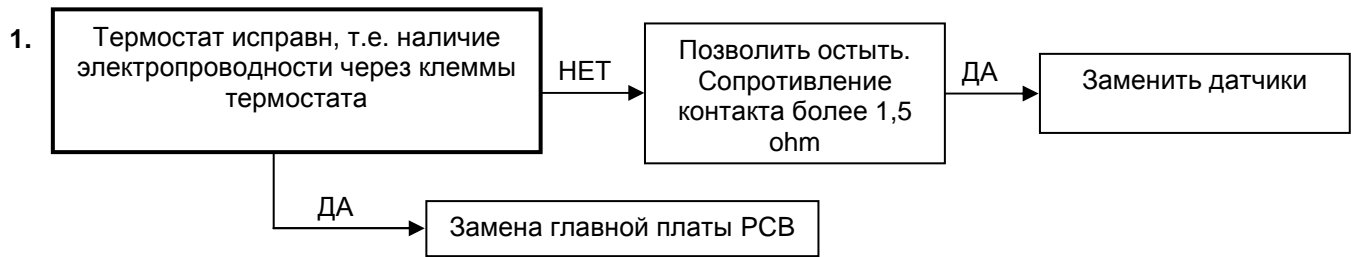 1.
Термостат исправн, т.е. наличие
электропроводности через клеммы
термостата
НЕТ
Позволить остыть.
Сопротивление
контакта более 1,5
ohm
ДА
Заменить датчики
ДА
Замена главной платы PCB